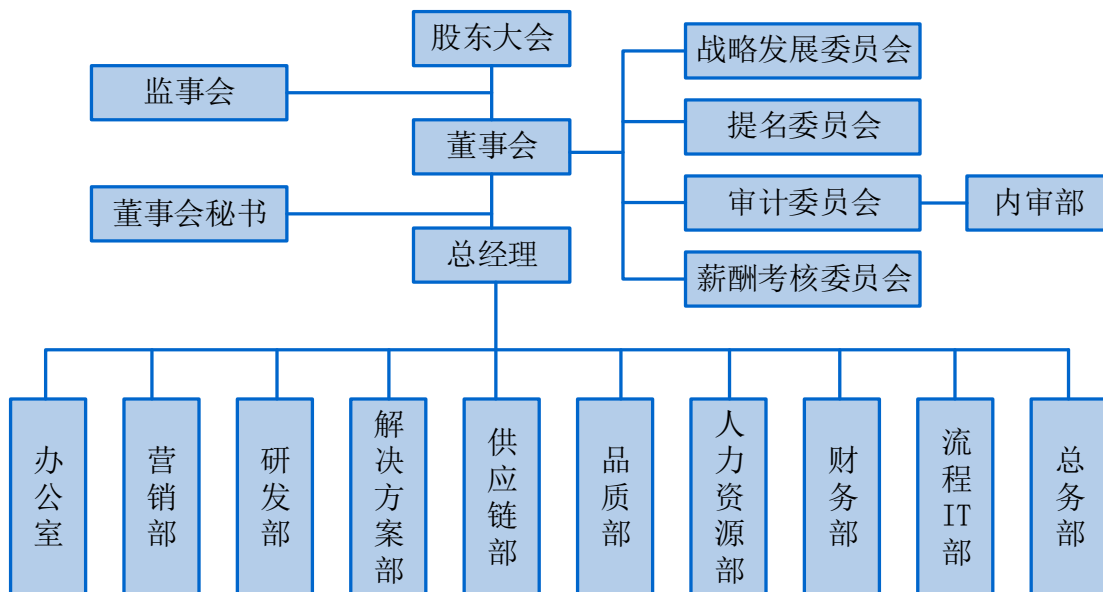 股东大会
战略发展委员会
监事会
提名委员会
董事会
审计委员会
内审部
董事会秘书
总经理
薪酬考核委员会
办公室
营销部
研发部
解决方案部
供应链部
品质部
人力资源部
财务部
流程IT部
总务部